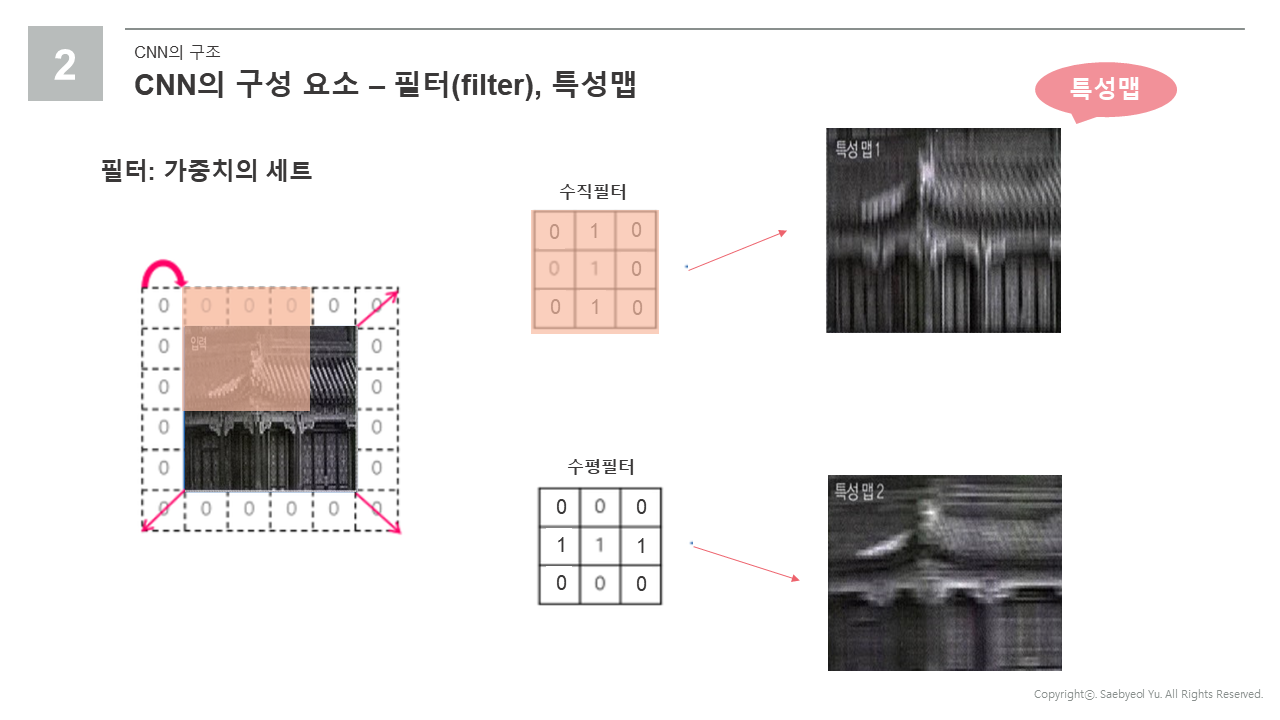 2
CNN의 구조
CNN의 구성 요소 – 필터(filter), 특성맵
특성맵
필터: 가중치의 세트
0 0 0 0 0 0
0 0
0 0
0 0
0 0
0 0 0 0 0 0
입력
수직필터
0 1 0
0 1 0
0 1 0
특성 맵 1
수평필터
0 0 0
1 1 1
0 0 0
특성 맵 2
Copyrightⓒ. Saebyeol Yu. All Rights Reserved.